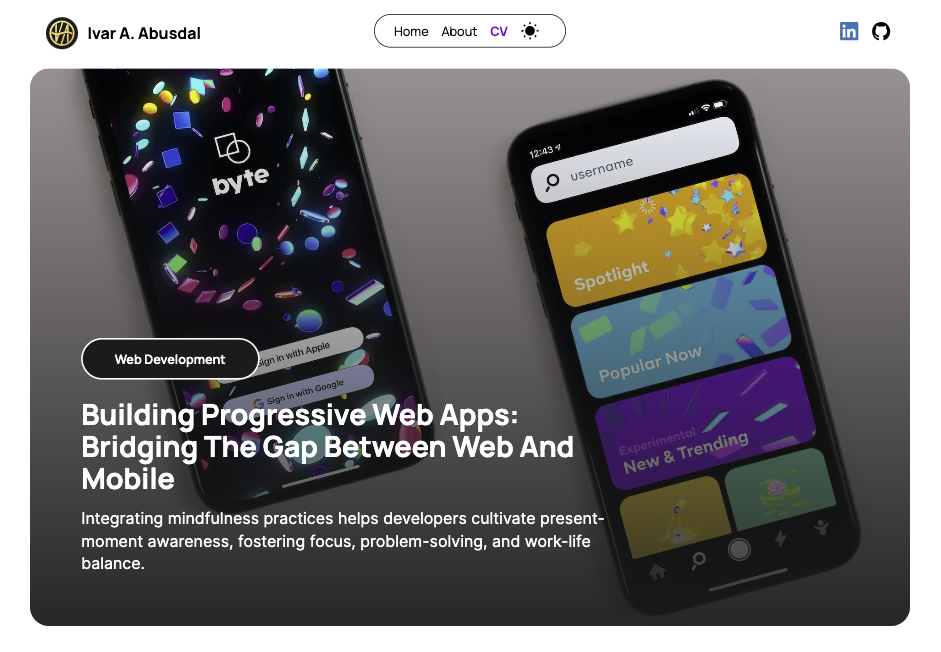 Ivar A. Abusdal
Home About CV
byte
Sign in with Apple
Sign in with Google
12:43
username
Spotlight
Popular Now
Experimental
New & Trending
Web Development
Building Progressive Web Apps:
Bridging The Gap Between Web And
Mobile
Integrating mindfulness practices helps developers cultivate present-
moment awareness, fostering focus, problem-solving, and work-life
balance.